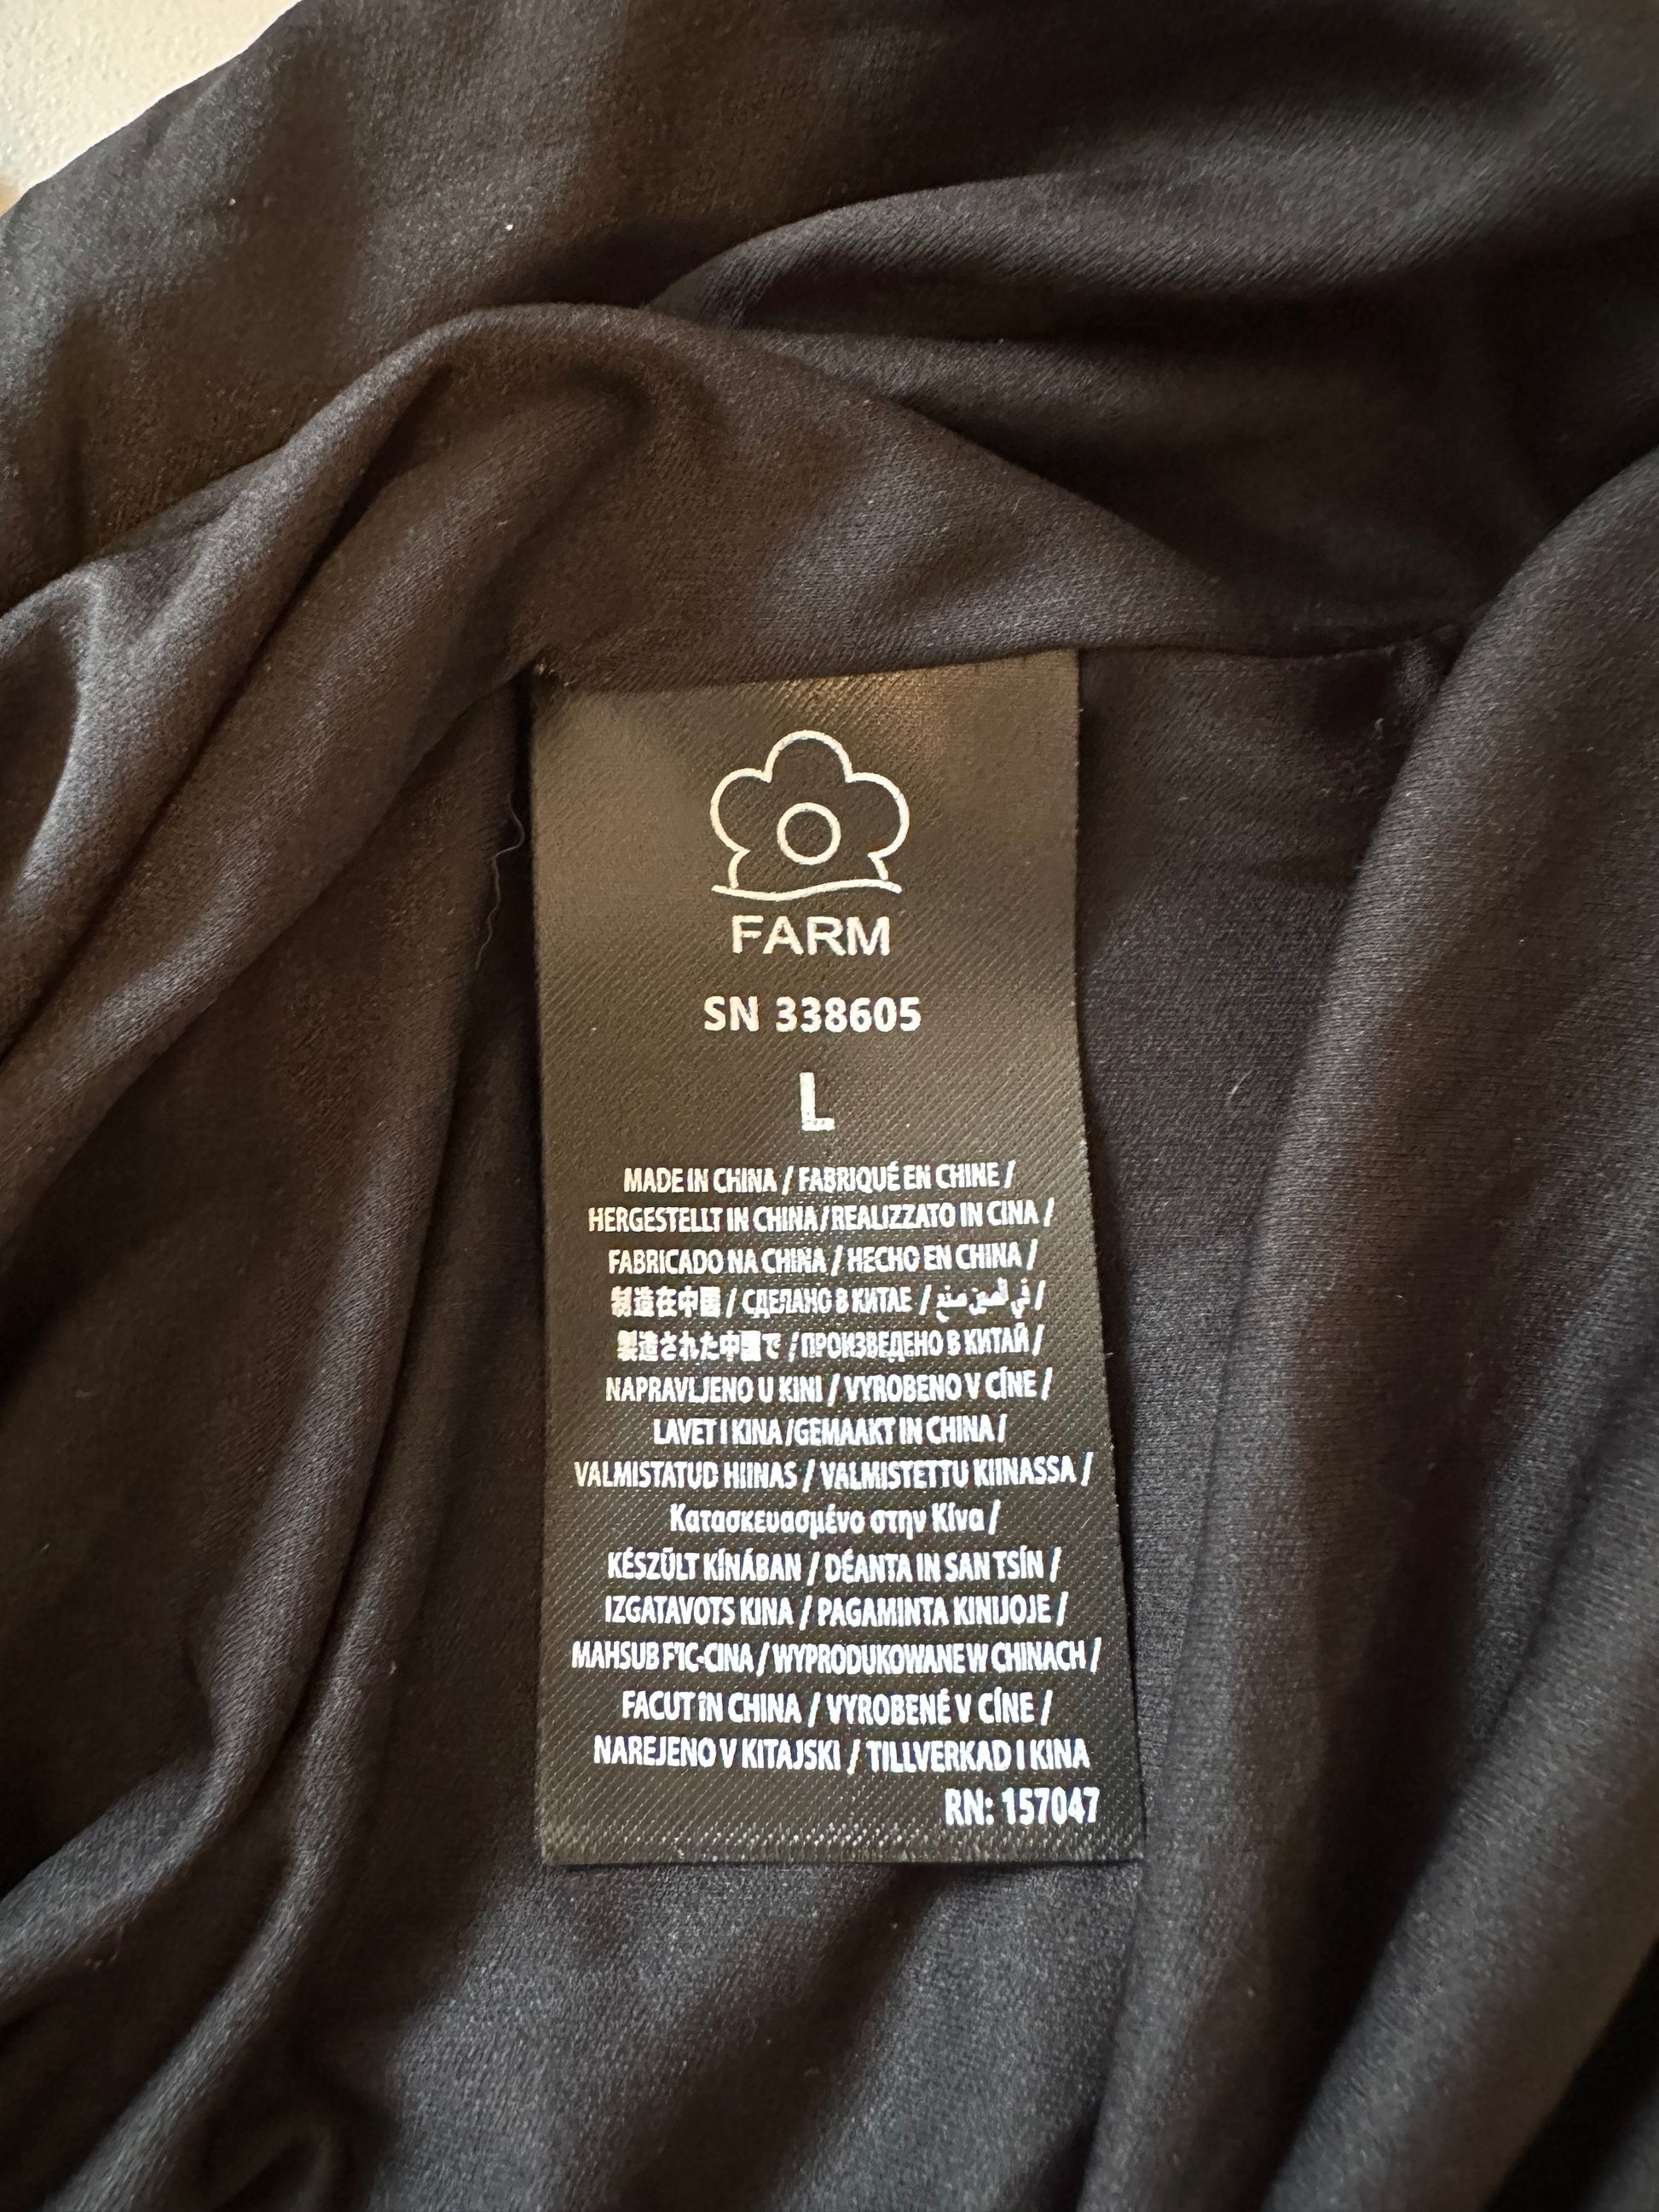 FARM
SN 338605
L
MADE IN CHINA / FABRIQUÉ EN CHINE /
HERGESTELLT IN CHINA / REALIZZATO IN CINA /
FABRICADO NA CHINA / HECHO EN CHINA /
制造在中国 / СДЕЛАНО В КИТАЕ / في الصين صنع /
製造された中国で / ПРОИЗВЕДЕНО В КИТАЙ /
NAPRAVLJENO U KINI / VYROBENO V CÍNE /
LAVET I KINA /GEMAAKT IN CHINA /
VALMISTATUD HIINAS / VALMISTETTU KIINASSA /
Κατασκευασμένο στην Κίνα /
KÉSZÜLT KÍNÁBAN / DÉANTA IN SAN TSÍN /
IZGATAVOTS KINA / PAGAMINTA KINIJOJE /
MAHSUB F'IC-CINA / WYPRODUKOWANE W CHINACH /
FACUT ÎN CHINA / VYROBENÉ V CÍNE /
NAREJENO V KITAJSKI / TILLVERKAD I KINA
RN: 157047